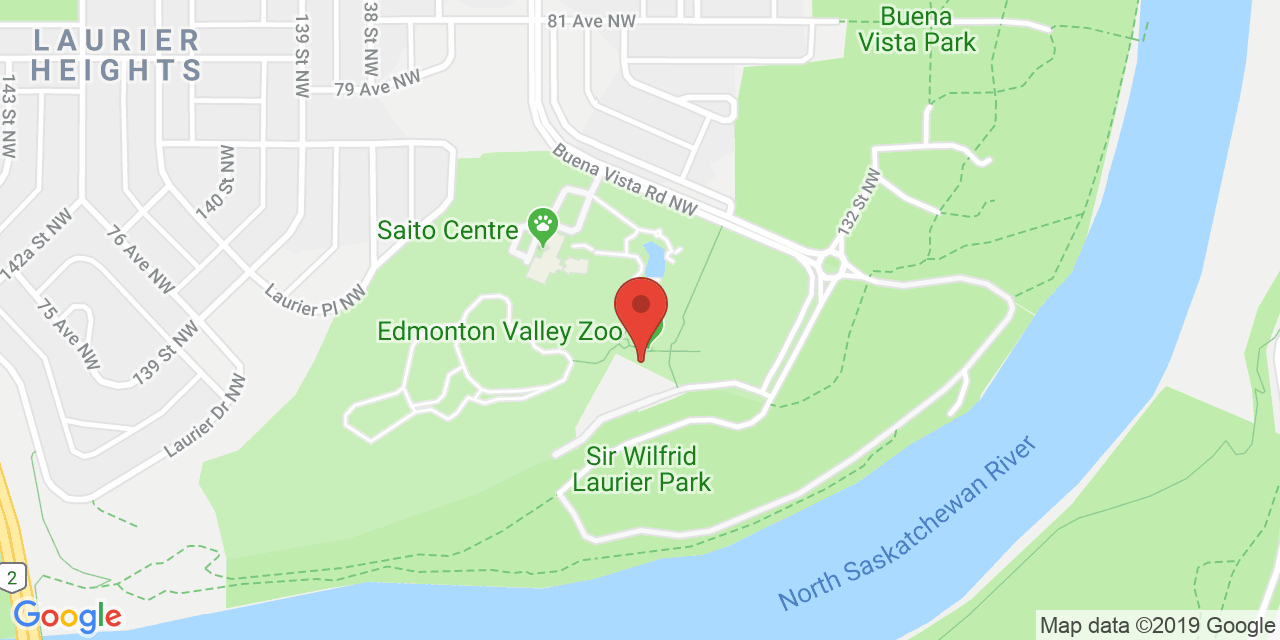 81 Ave NW
Buena
Vista Park
LAURIER
HEIGHTS
139 St NW
38 St NW
79 Ave NW
143 St NW
Buena Vista Rd NW
140 St NW
132 St NW
142a St NW
76 Ave NW
Saito Centre
Laurier Pl NW
75 Ave NW
139 St NW
Edmonton Valley Zoo
Laurier Dr NW
Sir Wilfrid
Laurier Park
North Saskatchewan River
2
Google
Map data ©2019 Google